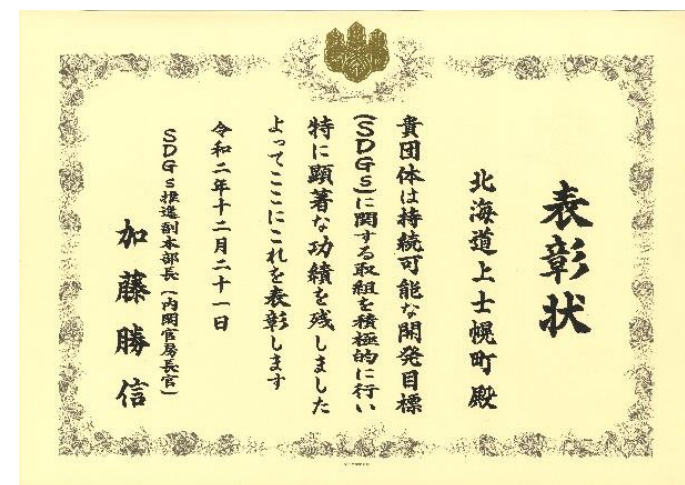 表彰状
北海道上士幌町殿
貴団体は持続可能な開発目標
(SDGs)に関する取組を積極的に行い
特に顕著な功績を残しました
よってここにこれを表彰します
令和二年十二月二十一日
SDGs推進副本部長(内閣官房長官)
加藤勝信